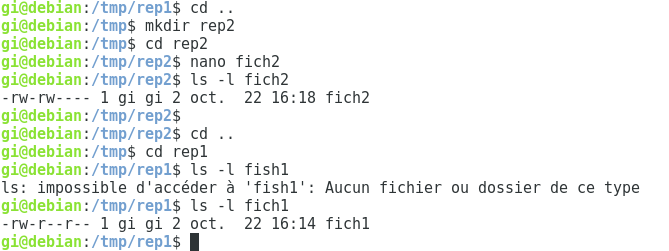 gi@debian:/tmp/rep1$ cd ..
gi@debian:/tmp$ mkdir rep2
gi@debian:/tmp$ cd rep2
gi@debian:/tmp/rep2$ nano fich2
gi@debian:/tmp/rep2$ ls -l fich2
-rw-rw---- 1 gi gi 2 oct.  22 16:18 fich2
gi@debian:/tmp/rep2$
gi@debian:/tmp/rep2$ cd ..
gi@debian:/tmp$ cd rep1
gi@debian:/tmp/rep1$ ls -l fish1
ls: impossible d'accéder à 'fish1': Aucun fichier ou dossier de ce type
gi@debian:/tmp/rep1$ ls -l fich1
-rw-r--r-- 1 gi gi 2 oct.  22 16:14 fich1
gi@debian:/tmp/rep1$